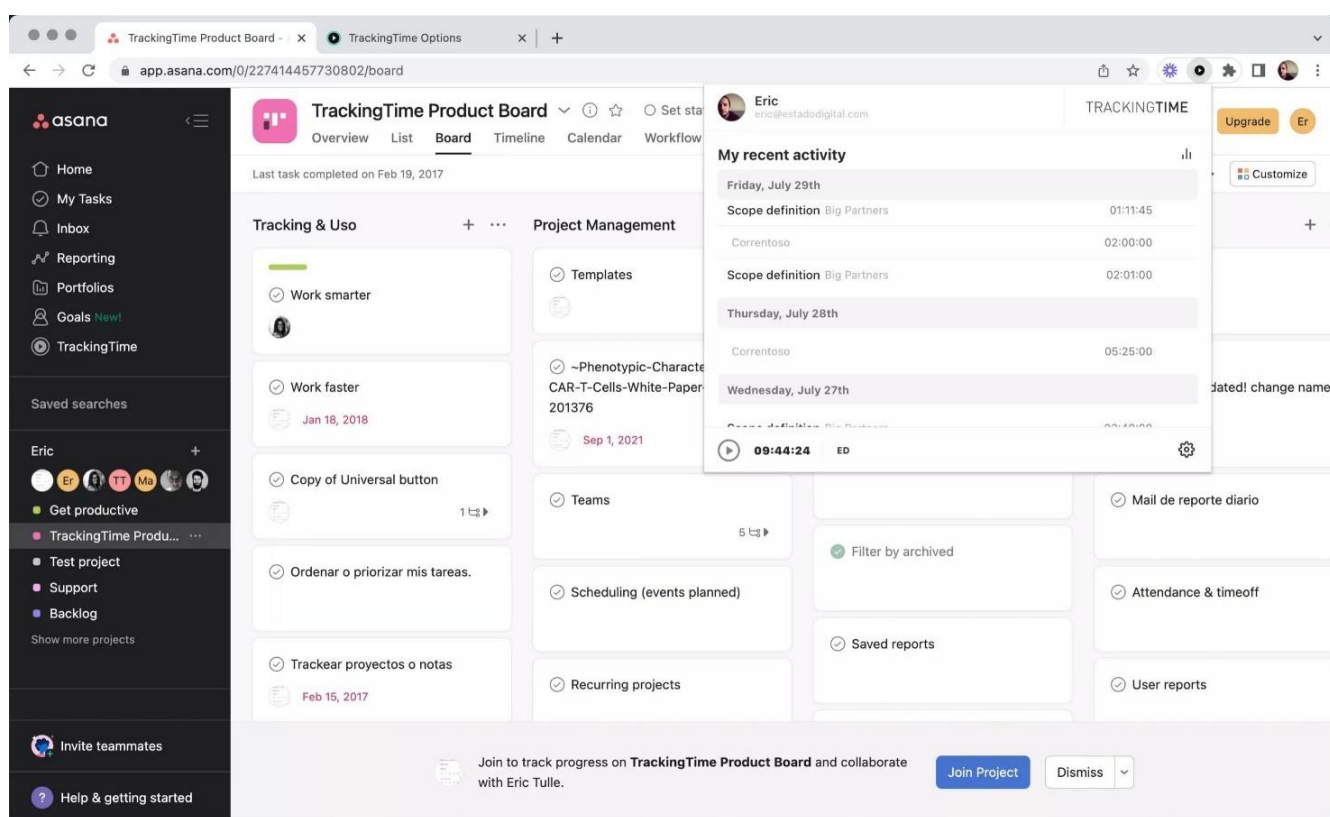 TrackingTime Product Board -
TrackingTime Options
app.asana.com/0/227414457730802/board
asana
Home
My Tasks
Inbox
Reporting
Portfolios
Goals New!
TrackingTime
Saved searches
Eric
Er
TT
Ma
Get productive
TrackingTime Produ...
Test project
Support
Backlog
Show more projects
Invite teammates
Help & getting started
TrackingTime Product Board
Set sta
Overview List Board Timeline Calendar Workflow
Last task completed on Feb 19, 2017
Upgrade
Er
Customize
Tracking & Uso
Work smarter
Work faster
Jan 18, 2018
Copy of Universal button
1
Ordenar o priorizar mis tareas.
Trackear proyectos o notas
Feb 15, 2017
Project Management
Templates
~Phenotypic-Characte
CAR-T-Cells-White-Paper-
201376
Sep 1, 2021
Teams
5
Scheduling (events planned)
Recurring projects
Filter by archived
Saved reports
dated! change name
Mail de reporte diario
Attendance & timeoff
User reports
Eric
eric@estadodigital.com
TRACKINGTIME
My recent activity
Friday, July 29th
Scope definition Big Partners 01:11:45
Correntoso 02:00:00
Scope definition Big Partners 02:01:00
Thursday, July 28th
Correntoso 05:25:00
Wednesday, July 27th
09:44:24 ED
Join to track progress on TrackingTime Product Board and collaborate
with Eric Tulle.
Join Project
Dismiss